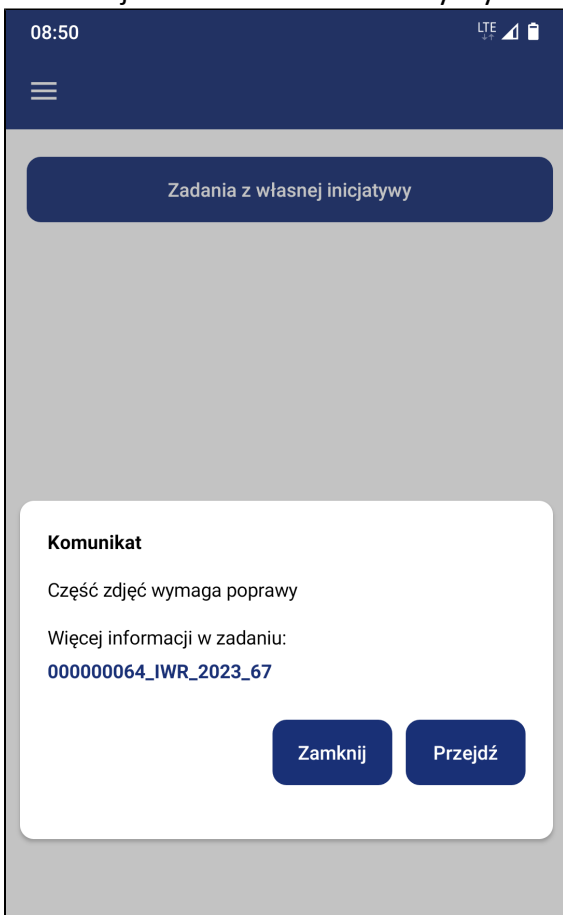 08:50
LTE
Zadania z własnej inicjatywy
Komunikat
Część zdjęć wymaga poprawy
Więcej informacji w zadaniu:
000000064_IWR_2023_67
Zamknij
Przejdź